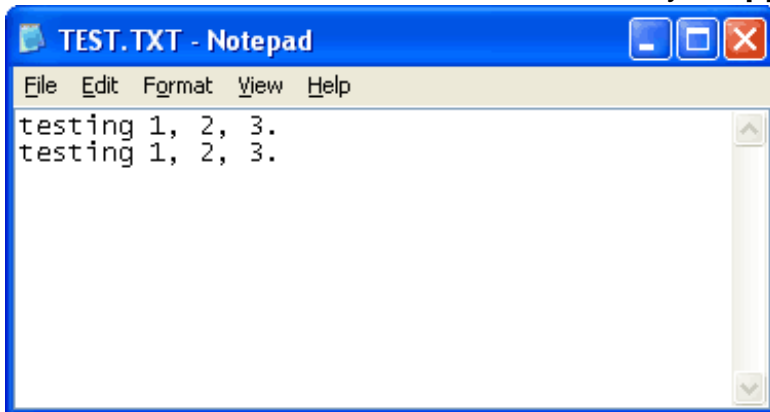 TEST.TXT - Notepad
File Edit Format View Help
testing 1, 2, 3.
testing 1, 2, 3.